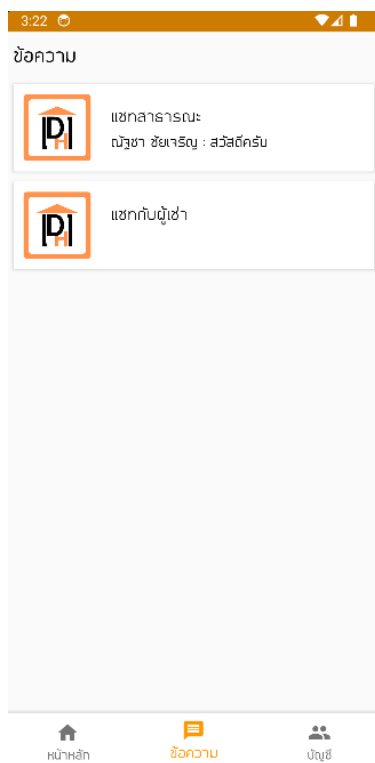 3:22
ข้อความ
แชทสาธารณะ
ณัฐชา ชัยเจริญ : สวัสดีครับ
แชทกับผู้เช่า
หน้าหลัก
ข้อความ
บัญชี